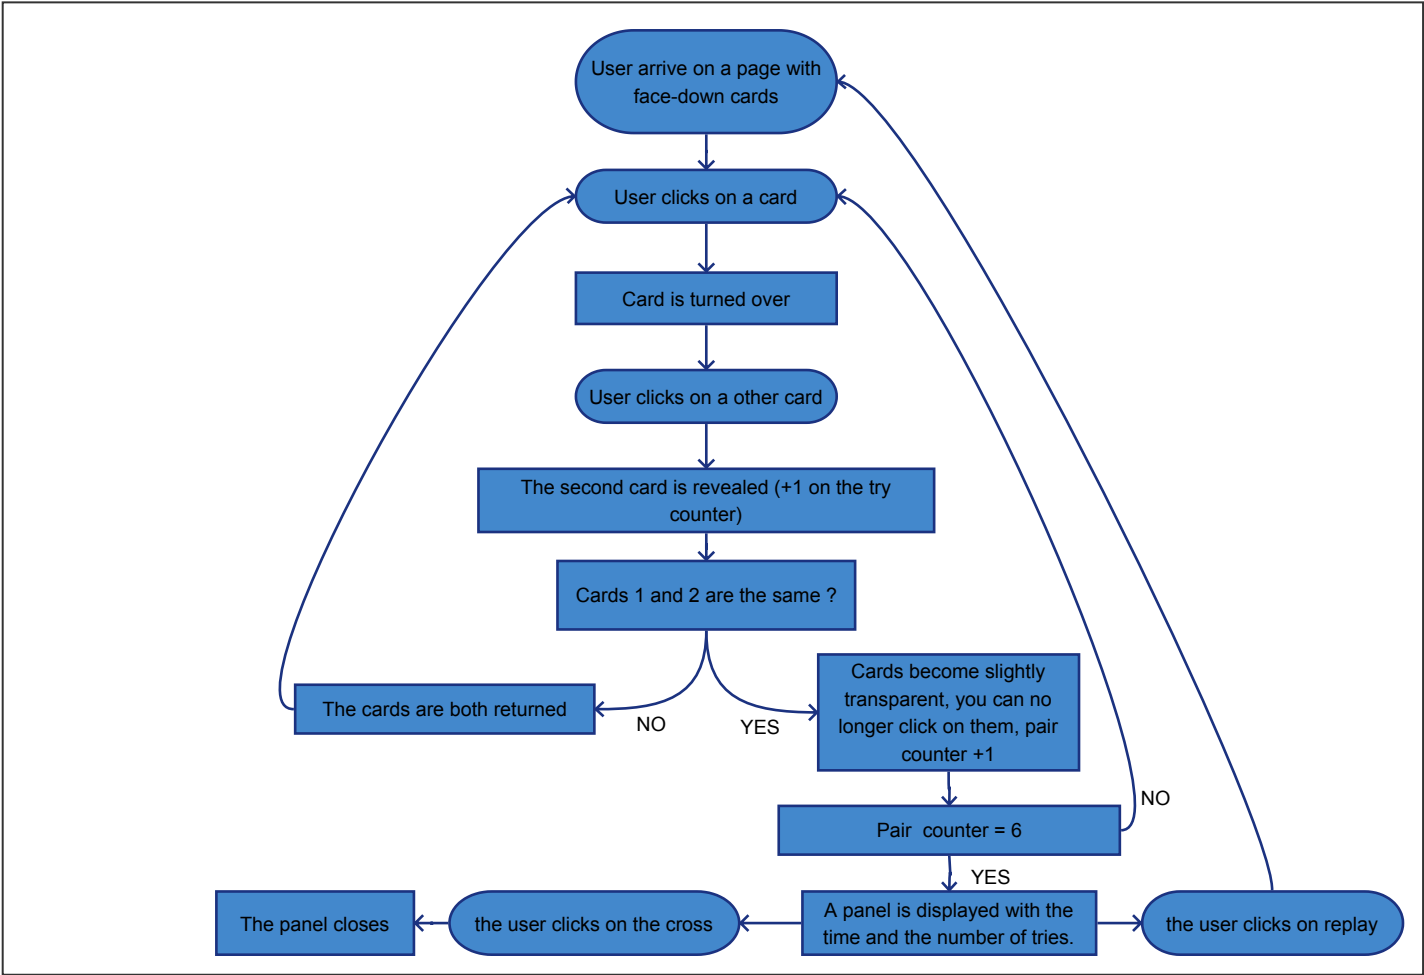 User arrive on a page with
face-down cards
User clicks on a card
Card is turned over
User clicks on a other card
The second card is revealed (+1 on the try
counter)
Cards 1 and 2 are the same ?
Cards become slightly
transparent, you can no
longer click on them, pair
counter +1
The cards are both returned
NO
YES
NO
Pair counter = 6
YES
The panel closes
the user clicks on the cross
A panel is displayed with the
time and the number of tries.
the user clicks on replay